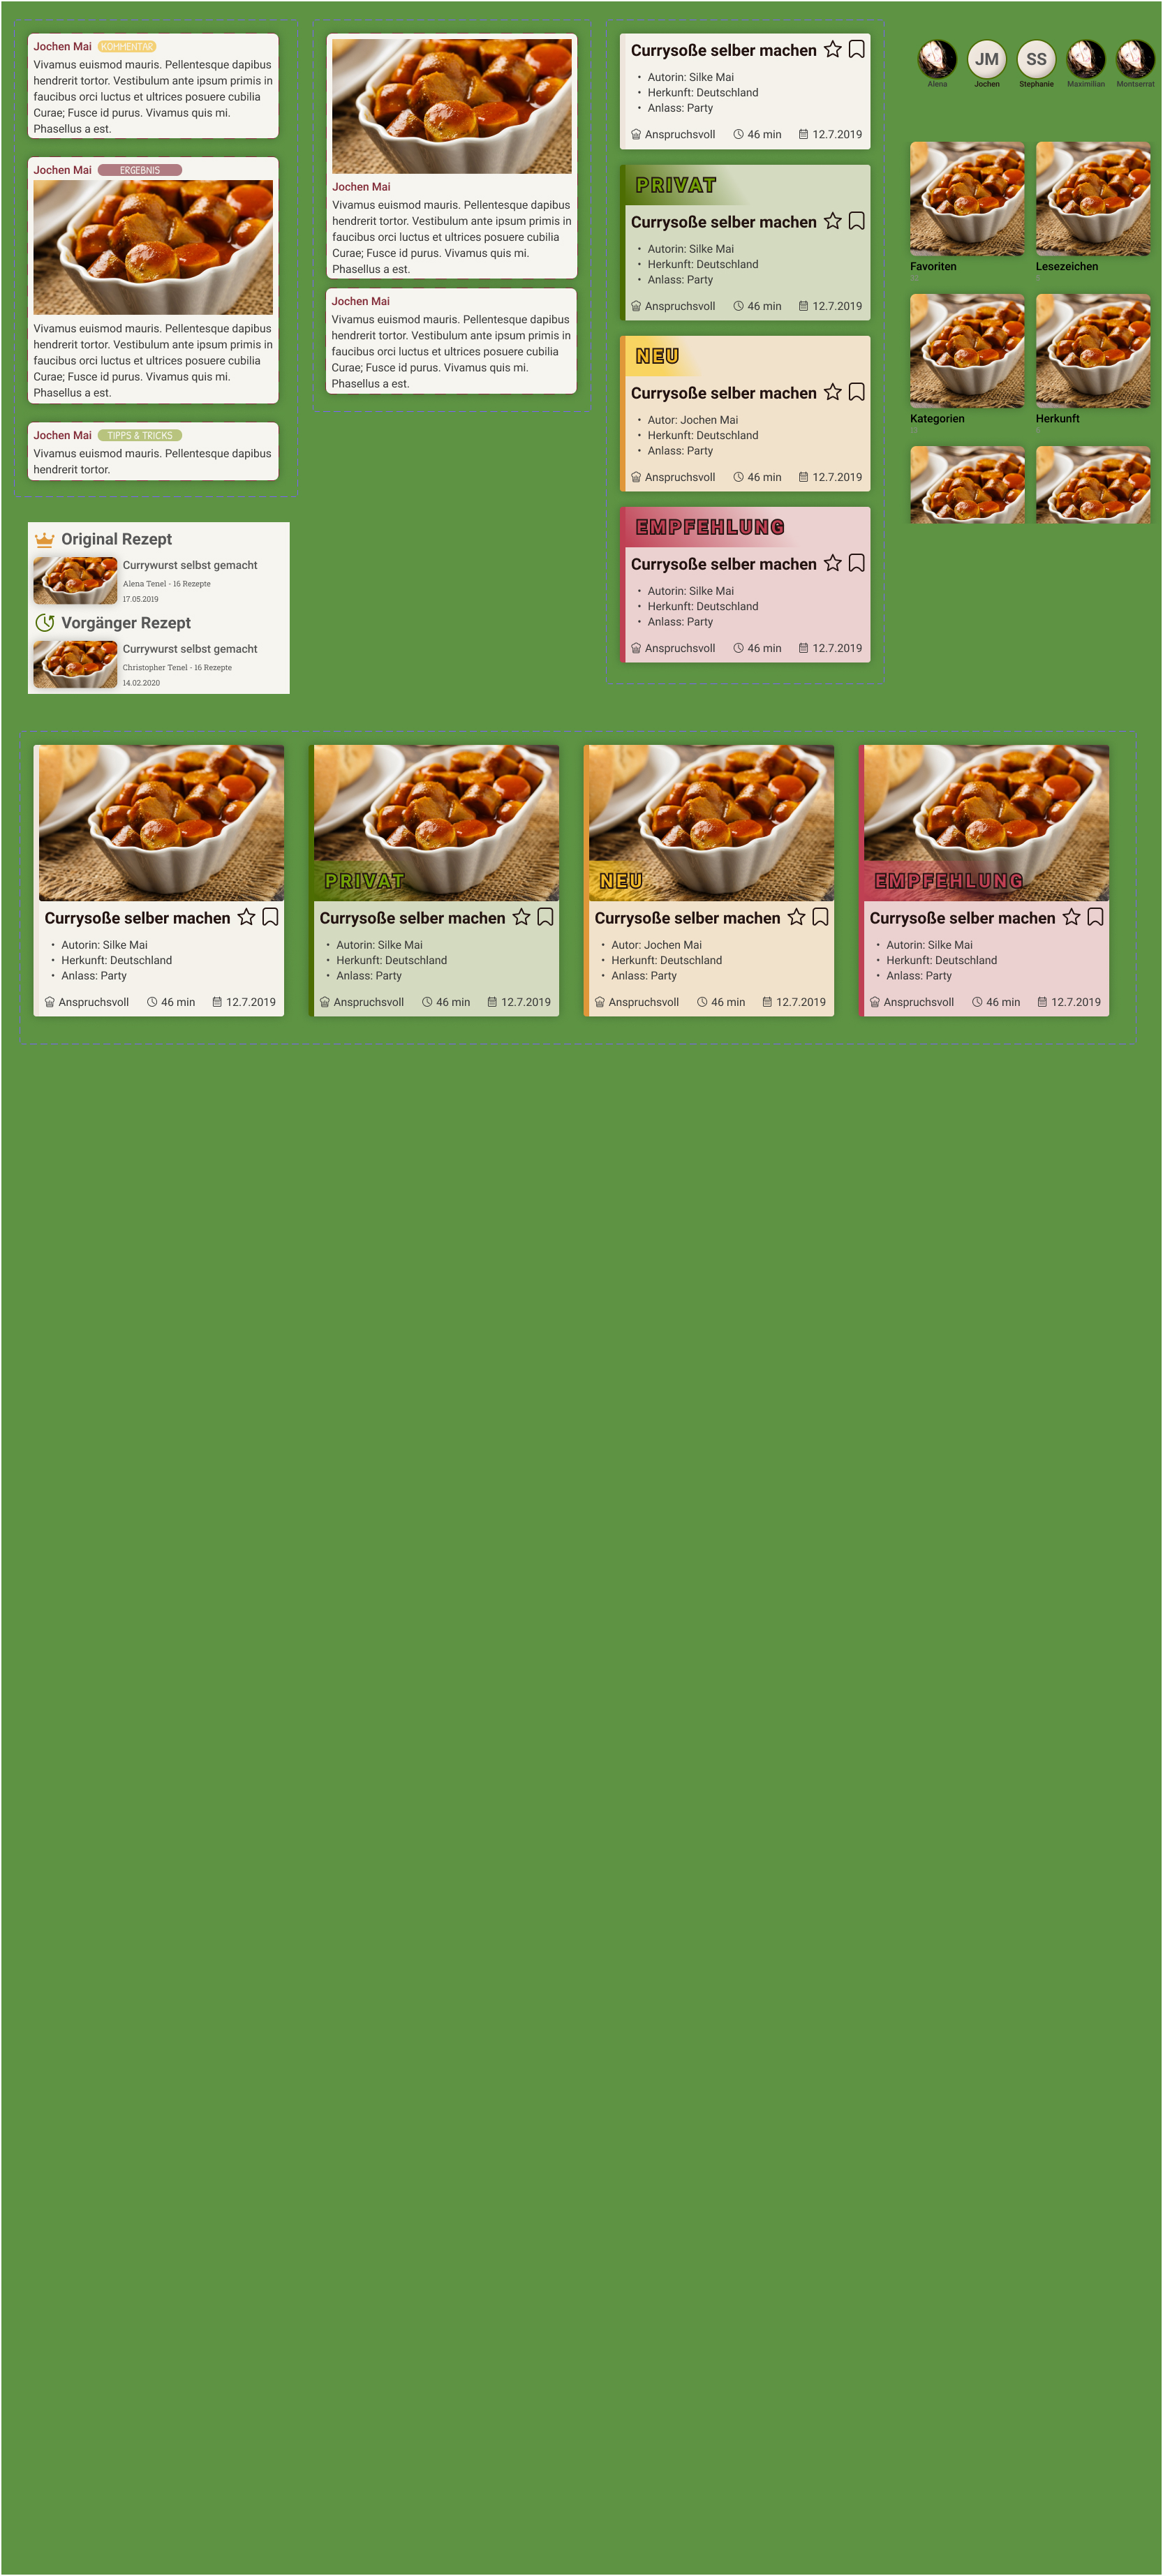 Jochen Mai KOMMENTAR
Vivamus euismod mauris. Pellentesque dapibus
hendrerit tortor. Vestibulum ante ipsum primis in
faucibus orci luctus et ultrices posuere cubilia
Curae; Fusce id purus. Vivamus quis mi.
Phasellus a est.
Jochen Mai ERGEBNIS
Vivamus euismod mauris. Pellentesque dapibus
hendrerit tortor. Vestibulum ante ipsum primis in
faucibus orci luctus et ultrices posuere cubilia
Curae; Fusce id purus. Vivamus quis mi.
Phasellus a est.
Jochen Mai TIPPS & TRICKS
Vivamus euismod mauris. Pellentesque dapibus
hendrerit tortor.
Original Rezept
Currywurst selbst gemacht
Alena Tenel - 16 Rezepte
17.05.2019
Vorgänger Rezept
Currywurst selbst gemacht
Christopher Tenel - 16 Rezepte
14.02.2020
Jochen Mai
Vivamus euismod mauris. Pellentesque dapibus
hendrerit tortor. Vestibulum ante ipsum primis in
faucibus orci luctus et ultrices posuere cubilia
Curae; Fusce id purus. Vivamus quis mi.
Phasellus a est.
Jochen Mai
Vivamus euismod mauris. Pellentesque dapibus
hendrerit tortor. Vestibulum ante ipsum primis in
faucibus orci luctus et ultrices posuere cubilia
Curae; Fusce id purus. Vivamus quis mi.
Phasellus a est.
Currysoße selber machen
• Autorin: Silke Mai
• Herkunft: Deutschland
• Anlass: Party
Anspruchsvoll 46 min 12.7.2019
PRIVAT
Currysoße selber machen
• Autorin: Silke Mai
• Herkunft: Deutschland
• Anlass: Party
Anspruchsvoll 46 min 12.7.2019
NEU
Currysoße selber machen
• Autor: Jochen Mai
• Herkunft: Deutschland
• Anlass: Party
Anspruchsvoll 46 min 12.7.2019
EMPFEHLUNG
Currysoße selber machen
• Autorin: Silke Mai
• Herkunft: Deutschland
• Anlass: Party
Anspruchsvoll 46 min 12.7.2019
JM SS
Alena Jochen Stephanie Maximilian Montserrat
Favoriten Lesezeichen
Kategorien Herkunft
Currysoße selber machen
• Autorin: Silke Mai
• Herkunft: Deutschland
• Anlass: Party
Anspruchsvoll 46 min 12.7.2019
PRIVAT
Currysoße selber machen
• Autorin: Silke Mai
• Herkunft: Deutschland
• Anlass: Party
Anspruchsvoll 46 min 12.7.2019
NEU
Currysoße selber machen
• Autor: Jochen Mai
• Herkunft: Deutschland
• Anlass: Party
Anspruchsvoll 46 min 12.7.2019
EMPFEHLUNG
Currysoße selber machen
• Autorin: Silke Mai
• Herkunft: Deutschland
• Anlass: Party
Anspruchsvoll 46 min 12.7.2019